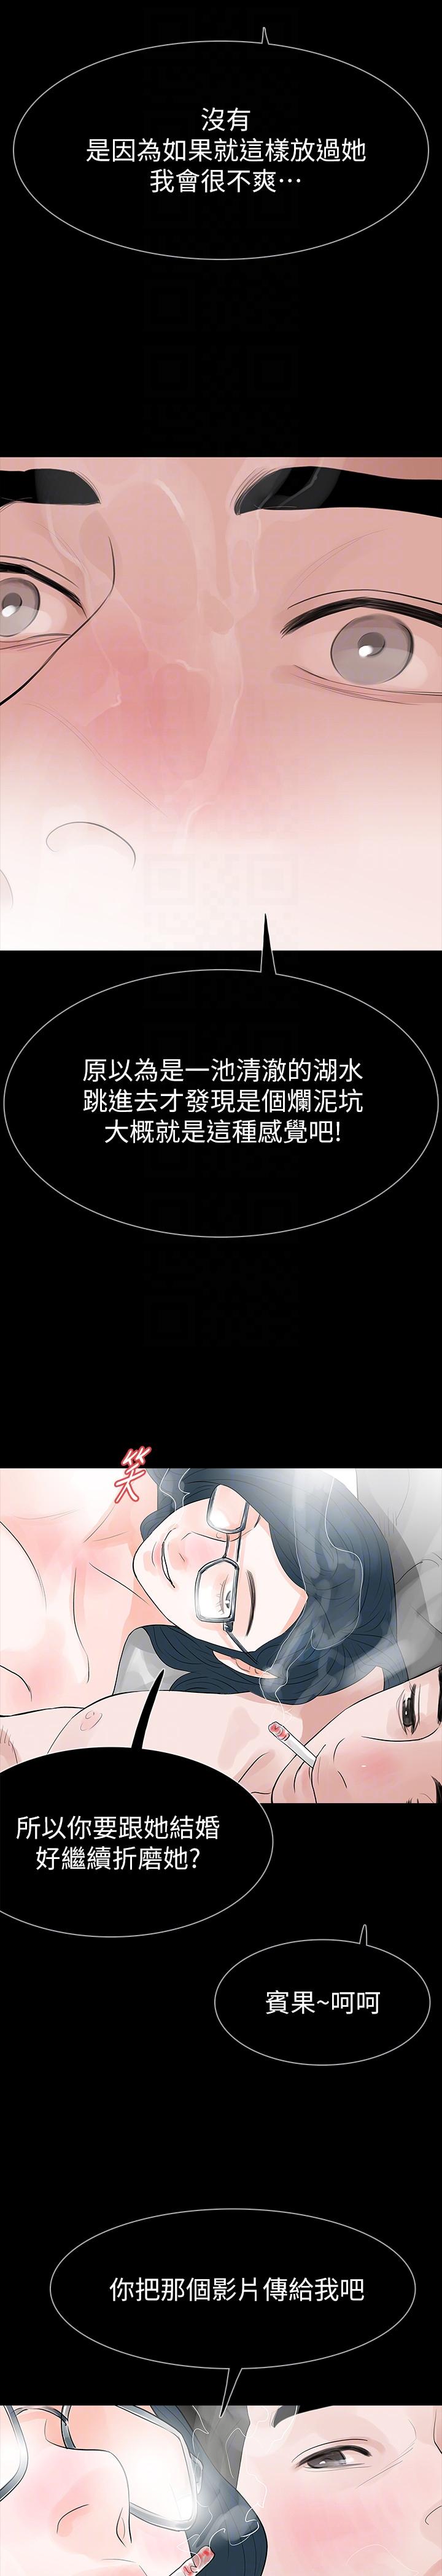 沒有
是因為如果就這樣放過她
我會很不爽⋯
原以為是一池清澈的湖水
跳進去才發現是個爛泥坑
大概就是這種感覺吧!
笑
所以你要跟她結婚
好繼續折磨她?
賓果~呵呵
你把那個影片傳給我吧